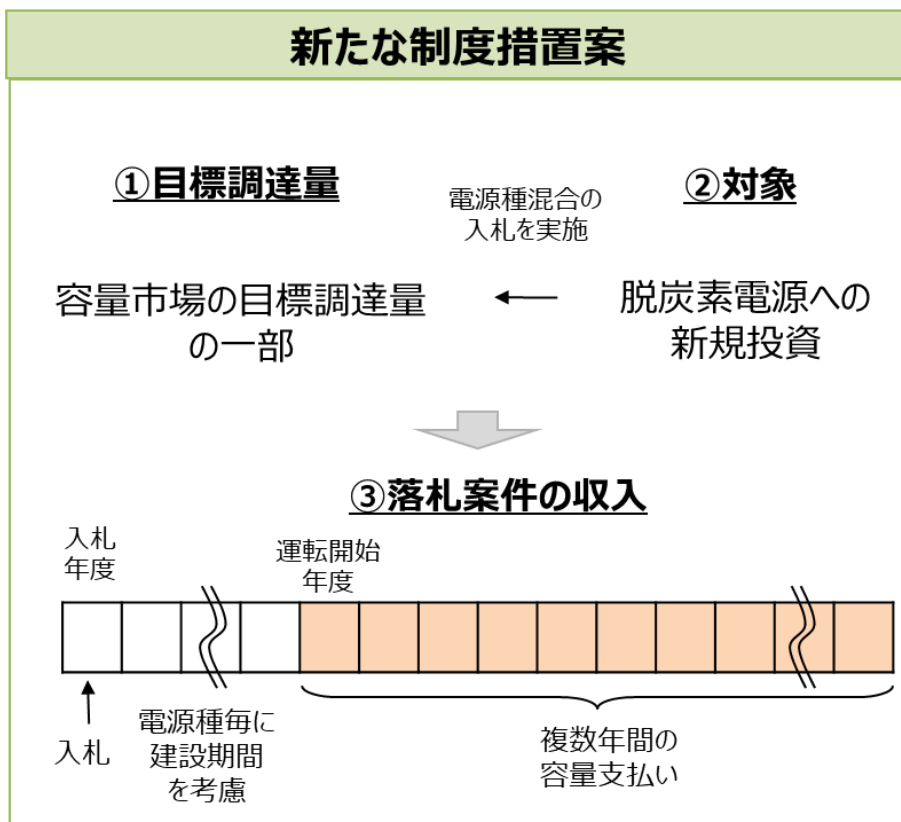 新たな制度措置案
①目標調達量
電源種混合の
入札を実施
②対象
容量市場の目標調達量
の一部
脱炭素電源への
新規投資
③落札案件の収入
入札
年度
運転開始
年度
入札
電源種毎に
建設期間
を考慮
複数年間の
容量支払い